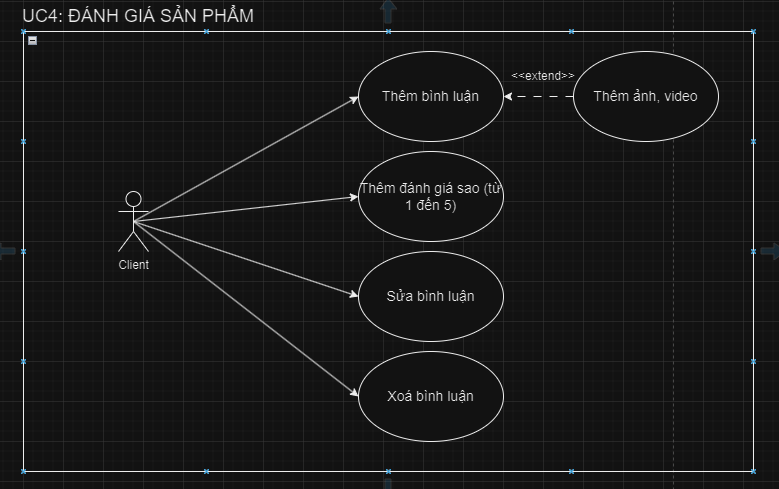 UC4: ĐÁNH GIÁ SẢN PHẨM
Thêm bình luận
<<extend>>
Thêm ảnh, video
Thêm đánh giá sao (từ
1 đến 5)
Client
Sửa bình luận
Xoá bình luận